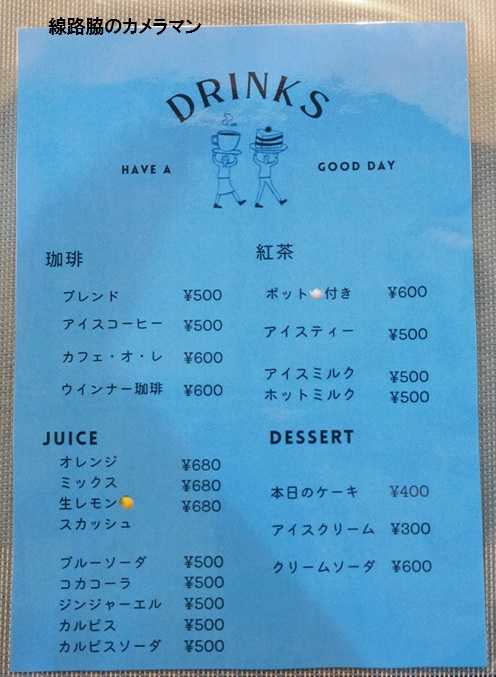 線路脇のカメラマン
DRINKS
HAVE A GOOD DAY
珈琲
ブレンド ¥500
アイスコーヒー ¥500
カフェ・オ・レ ¥600
ウインナー珈琲 ¥600
紅茶
ポット🫖付き ¥600
アイスティー ¥500
アイスミルク ¥500
ホットミルク ¥500
JUICE
オレンジ ¥680
ミックス ¥680
生レモン🍋 ¥680
スカッシュ
ブルーソーダ ¥500
コカコーラ ¥500
ジンジャーエル ¥500
カルピス ¥500
カルピスソーダ ¥500
DESSERT
本日のケーキ ¥400
アイスクリーム ¥300
クリームソーダ ¥600